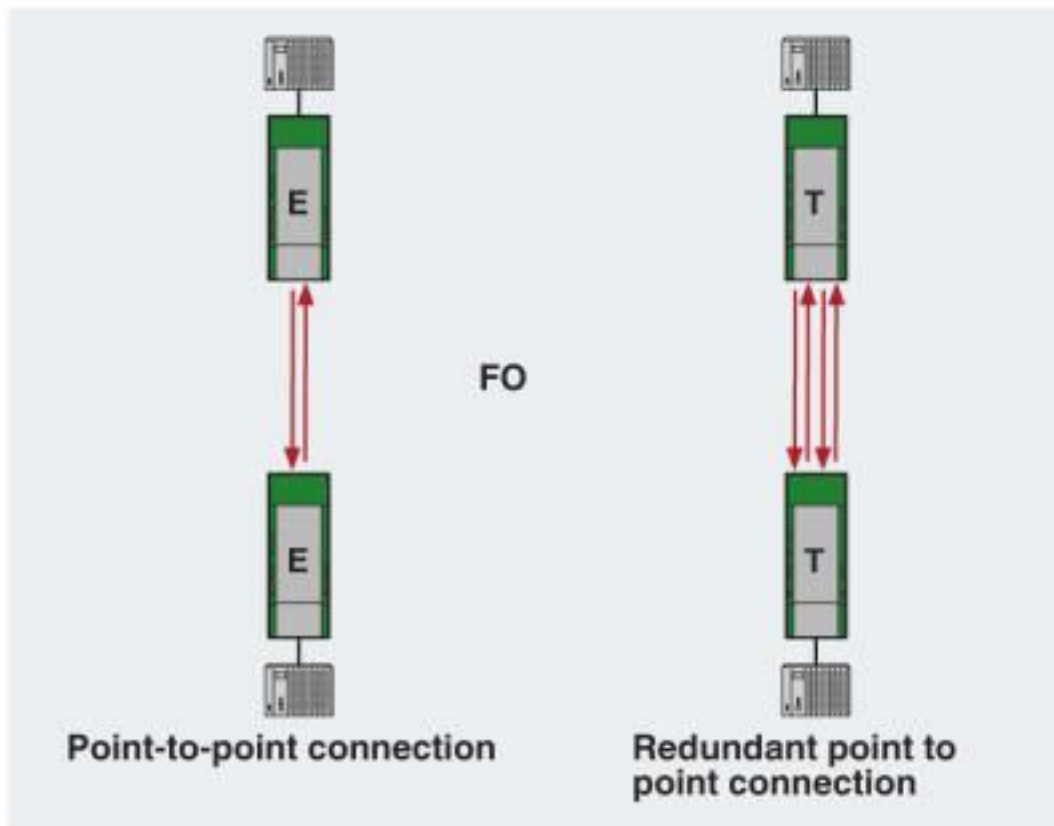 E
T
FO
E
T
Point-to-point connection
Redundant point to
point connection